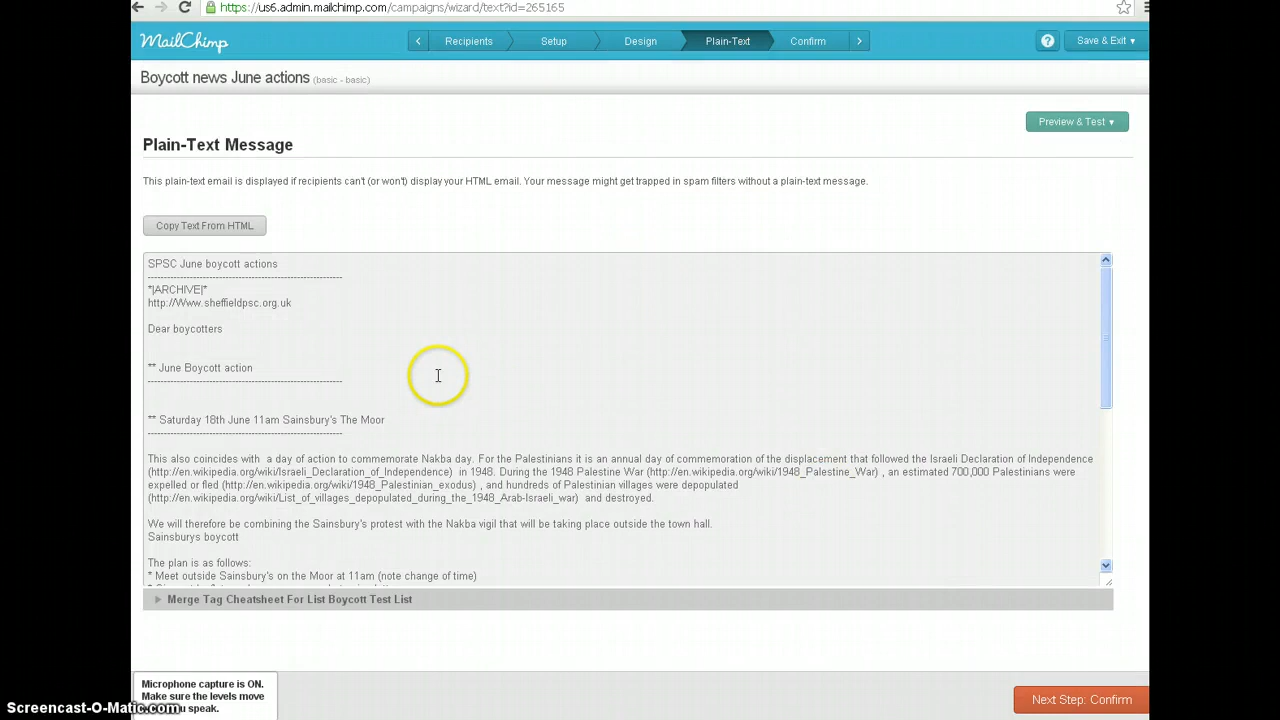 https://us6.admin.mailchimp.com/campaigns/wizard/text?id=265165
MailChimp
Recipients
Setup
Design
Plain-Text
Confirm
?
Save & Exit ▾
Boycott news June actions (basic - basic)
Preview & Test ▾
Plain-Text Message
This plain-text email is displayed if recipients can't (or won't) display your HTML email. Your message might get trapped in spam filters without a plain-text message.
Copy Text From HTML
SPSC June boycott actions
------------------------------------------------------------
*|ARCHIVE|*
http://Www.sheffieldpsc.org.uk
Dear boycotters
** June Boycott action
------------------------------------------------------------
** Saturday 18th June 11am Sainsbury's The Moor
------------------------------------------------------------
This also coincides with a day of action to commemorate Nakba day. For the Palestinians it is an annual day of commemoration of the displacement that followed the Israeli Declaration of Independence
(http://en.wikipedia.org/wiki/Israeli_Declaration_of_Independence) in 1948. During the 1948 Palestine War (http://en.wikipedia.org/wiki/1948_Palestine_War) , an estimated 700,000 Palestinians were
expelled or fled (http://en.wikipedia.org/wiki/1948_Palestinian_exodus) , and hundreds of Palestinian villages were depopulated
(http://en.wikipedia.org/wiki/List_of_villages_depopulated_during_the_1948_Arab-Israeli_war) and destroyed.
We will therefore be combining the Sainsbury's protest with the Nakba vigil that will be taking place outside the town hall.
Sainsburys boycott
The plan is as follows:
* Meet outside Sainsbury's on the Moor at 11am (note change of time)
Merge Tag Cheatsheet For List Boycott Test List
Microphone capture is ON.
Make sure the levels move
u speak.
Screencast-O-Matic.com
Next Step: Confirm